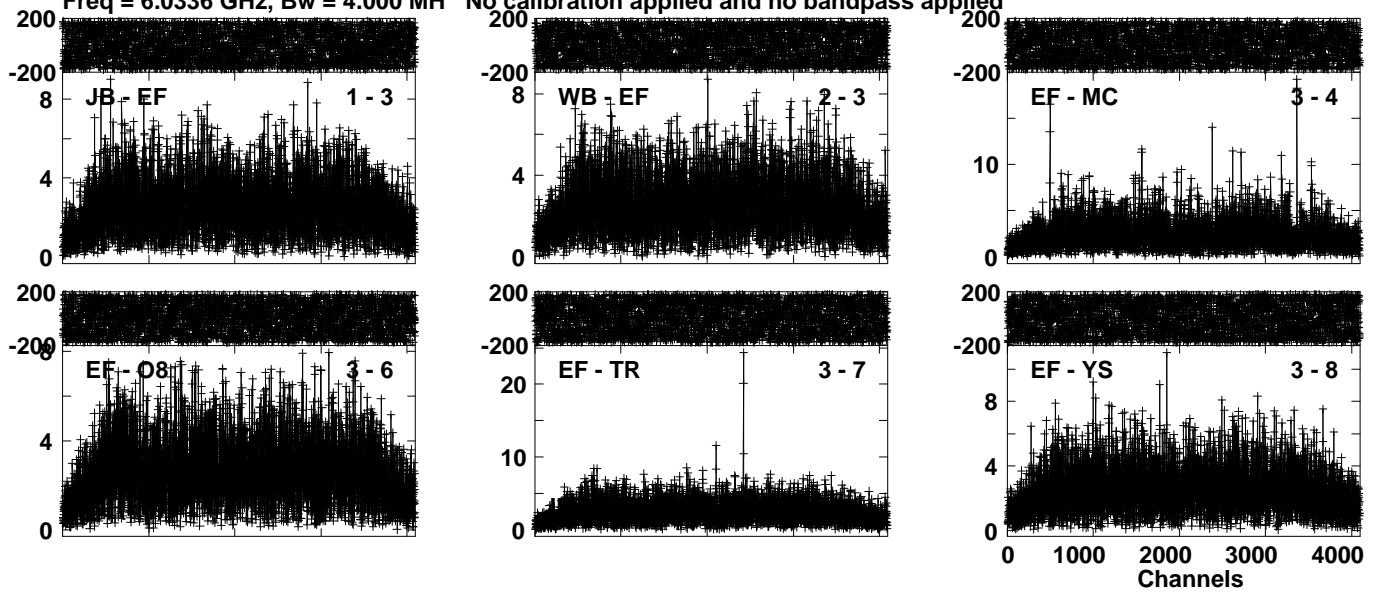 Freq = 6.0336 GHz, Bw = 4.000 MH No calibration applied and no bandpass applied
200 200 200
-200 -200 -200
JB - EF 1 - 3 WB - EF 2 - 3 EF - MC 3 - 4
8 8 10
4 4
0 0 0
200 200 200
-200 -200 -200
8
EF - O8 3 - 6 EF - TR 3 - 7 EF - YS 3 - 8
20 8
4 10 4
0 0 0
0 1000 2000 3000 4000
Channels